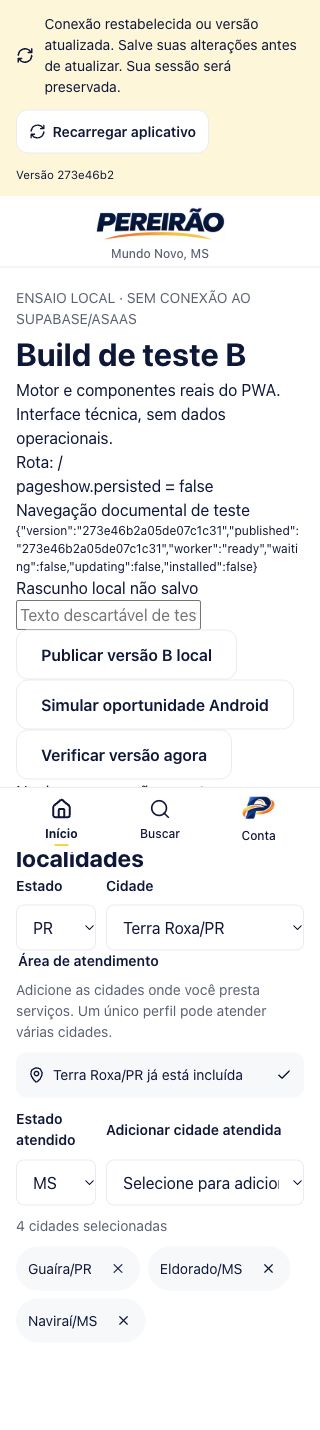 Conexão restabelecida ou versão
atualizada. Salve suas alterações antes
de atualizar. Sua sessão será
preservada.
Recarregar aplicativo
Versão 273e46b2
PEREIRÃO
Mundo Novo, MS
ENSAIO LOCAL · SEM CONEXÃO AO
SUPABASE/ASAAS
Build de teste B
Motor e componentes reais do PWA.
Interface técnica, sem dados
operacionais.
Rota: /
pageshow.persisted = false
Navegação documental de teste
{"version":"273e46b2a05de07c1c31","published":
"273e46b2a05de07c1c31","worker":"ready","waiti
ng":false,"updating":false,"installed":false}
Rascunho local não salvo
Texto descartável de tes
Publicar versão B local
Simular oportunidade Android
Verificar versão agora
Início
Buscar
Conta
localidades
Estado
Cidade
PR
Terra Roxa/PR
Área de atendimento
Adicione as cidades onde você presta
serviços. Um único perfil pode atender
várias cidades.
Terra Roxa/PR já está incluída
Estado
atendido
Adicionar cidade atendida
MS
Selecione para adicion
4 cidades selecionadas
Guaíra/PR ×
Eldorado/MS ×
Naviraí/MS ×